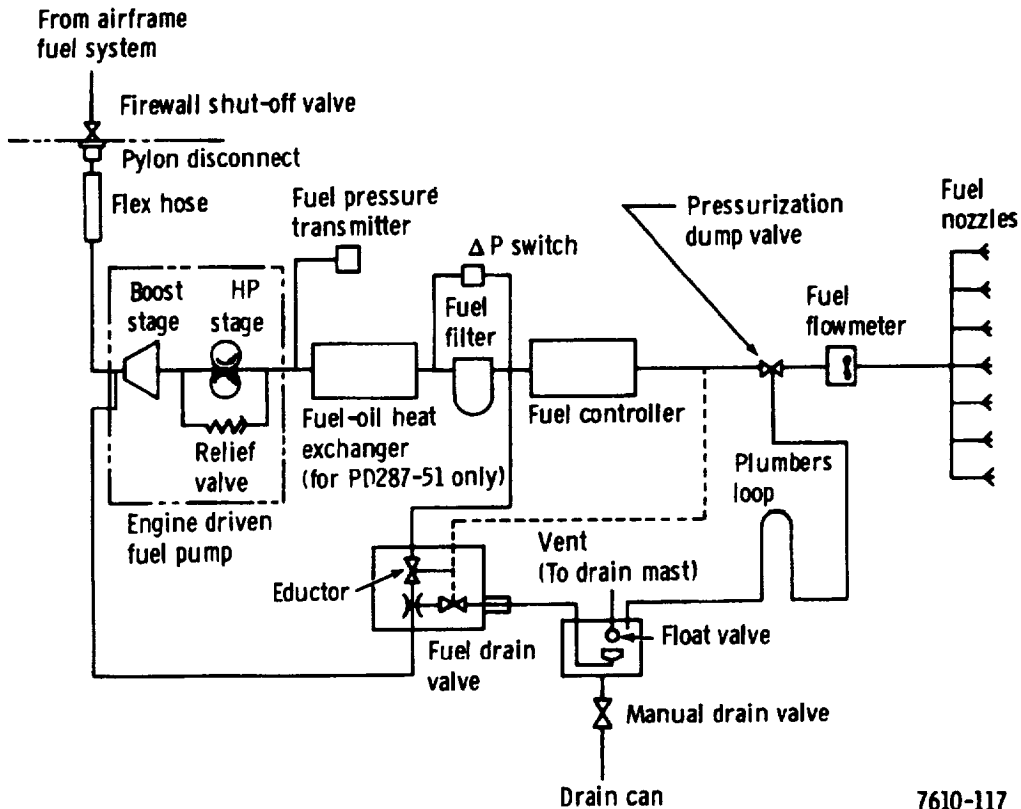 From airframe
fuel system
Firewall shut-off valve
Pylon disconnect
Flex hose
Fuel pressure
transmitter
Pressurization
dump valve
Fuel
nozzles
Δ P switch
Boost
stage
HP
stage
Fuel
filter
Fuel
flowmeter
Relief
valve
Fuel-oil heat
exchanger
(for PD287-51 only)
Fuel controller
Plumbers
loop
Engine driven
fuel pump
Vent
(To drain mast)
Eductor
Float valve
Fuel drain
valve
Manual drain valve
Drain can
7610-117